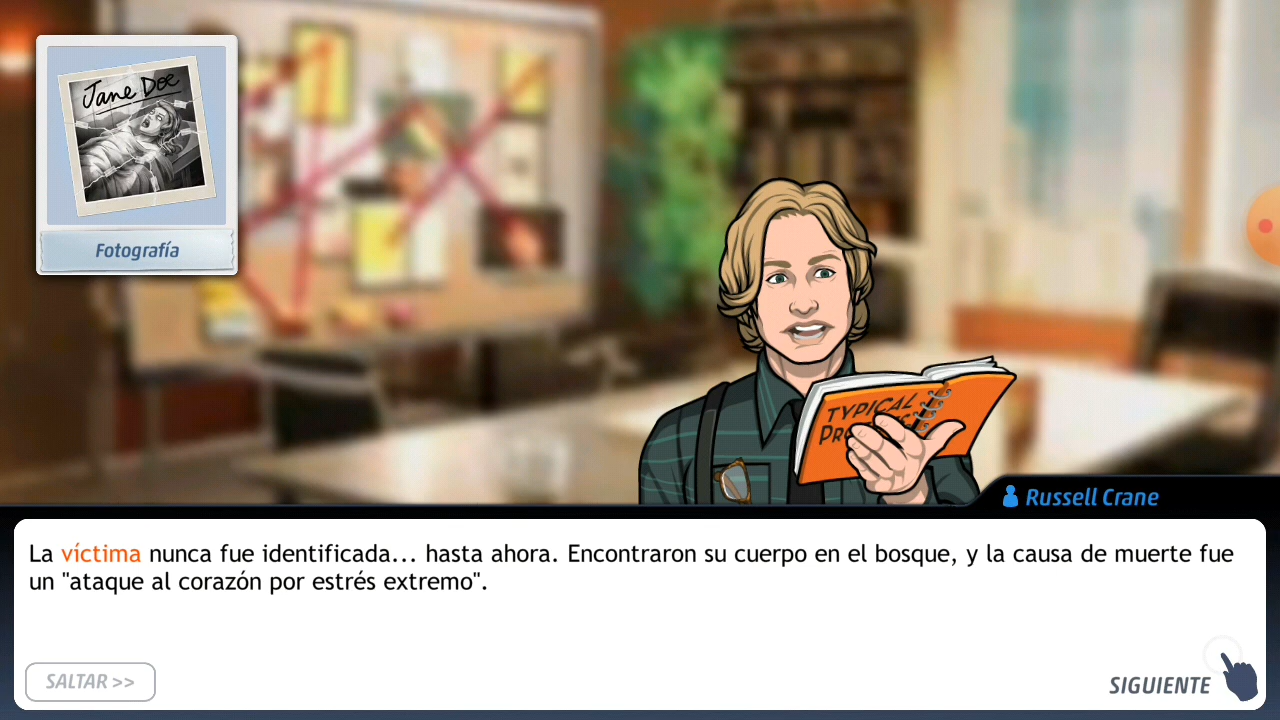 Jane Doe
Fotografía
TYPICAL
Russell Crane
La víctima nunca fue identificada... hasta ahora. Encontraron su cuerpo en el bosque, y la causa de muerte fue
un "ataque al corazón por estrés extremo".
SALTAR >>
SIGUIENTE